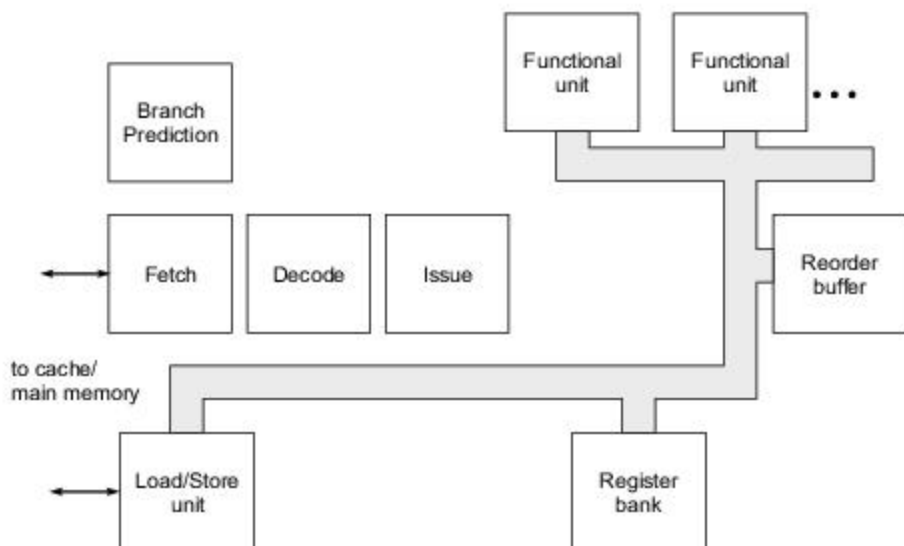 Functional
unit
Functional
unit
Branch
Prediction
Fetch
Decode
Issue
Reorder
buffer
to cache/
main memory
Load/Store
unit
Register
bank